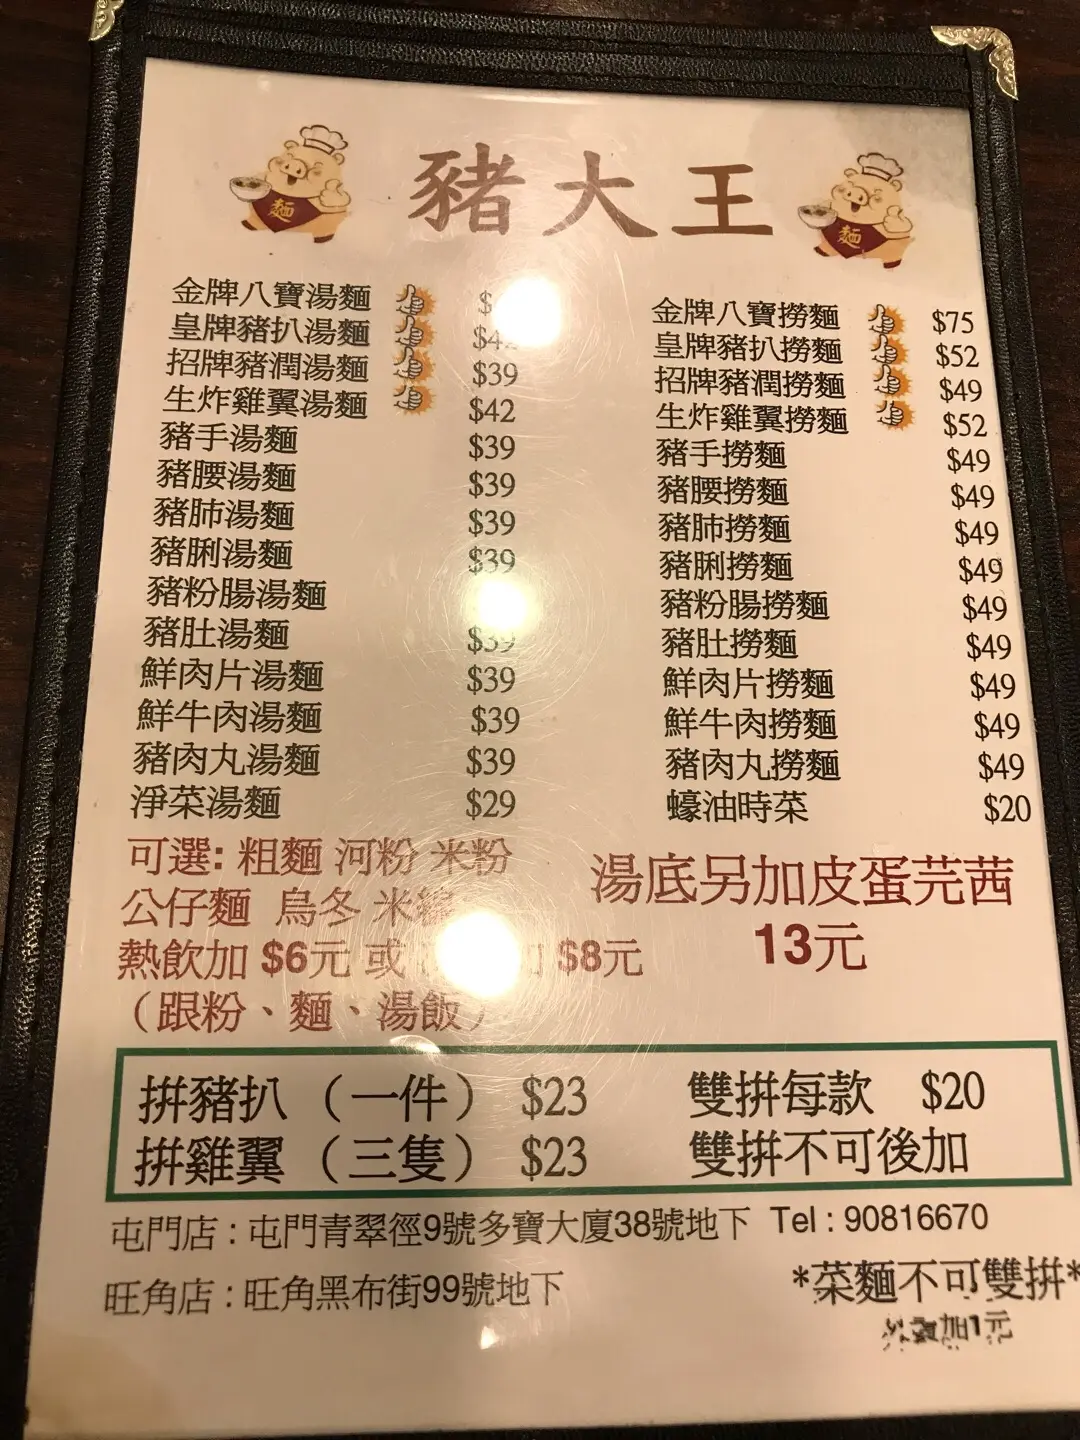 豬大王
麵
麵
金牌八寶湯麵 $
皇牌豬扒湯麵
招牌豬潤湯麵 $39
生炸雞翼湯麵 $42
豬手湯麵 $39
豬腰湯麵 $39
豬肺湯麵 $39
豬脷湯麵 $39
豬粉腸湯麵
豬肚湯麵 $39
鮮肉片湯麵 $39
鮮牛肉湯麵 $39
豬肉丸湯麵 $39
淨菜湯麵 $29
金牌八寶撈麵 $75
皇牌豬扒撈麵 $52
招牌豬潤撈麵 $49
生炸雞翼撈麵 $52
豬手撈麵 $49
豬腰撈麵 $49
豬肺撈麵 $49
豬脷撈麵 $49
豬粉腸撈麵 $49
豬肚撈麵 $49
鮮肉片撈麵 $49
鮮牛肉撈麵 $49
豬肉丸撈麵 $49
蠔油時菜 $20
可選: 粗麵 河粉 米粉
公仔麵 烏冬
熱飲加 $6元 或 $8元
（跟粉、麵、湯飯）
湯底另加皮蛋芫茜
13元
拼豬扒（一件） $23
拼雞翼（三隻） $23
雙拼每款 $20
雙拼不可後加
屯門店 : 屯門青翠徑9號多寶大廈38號地下 Tel : 90816670
旺角店 : 旺角黑布街99號地下
*菜麵不可雙拼*
加1元